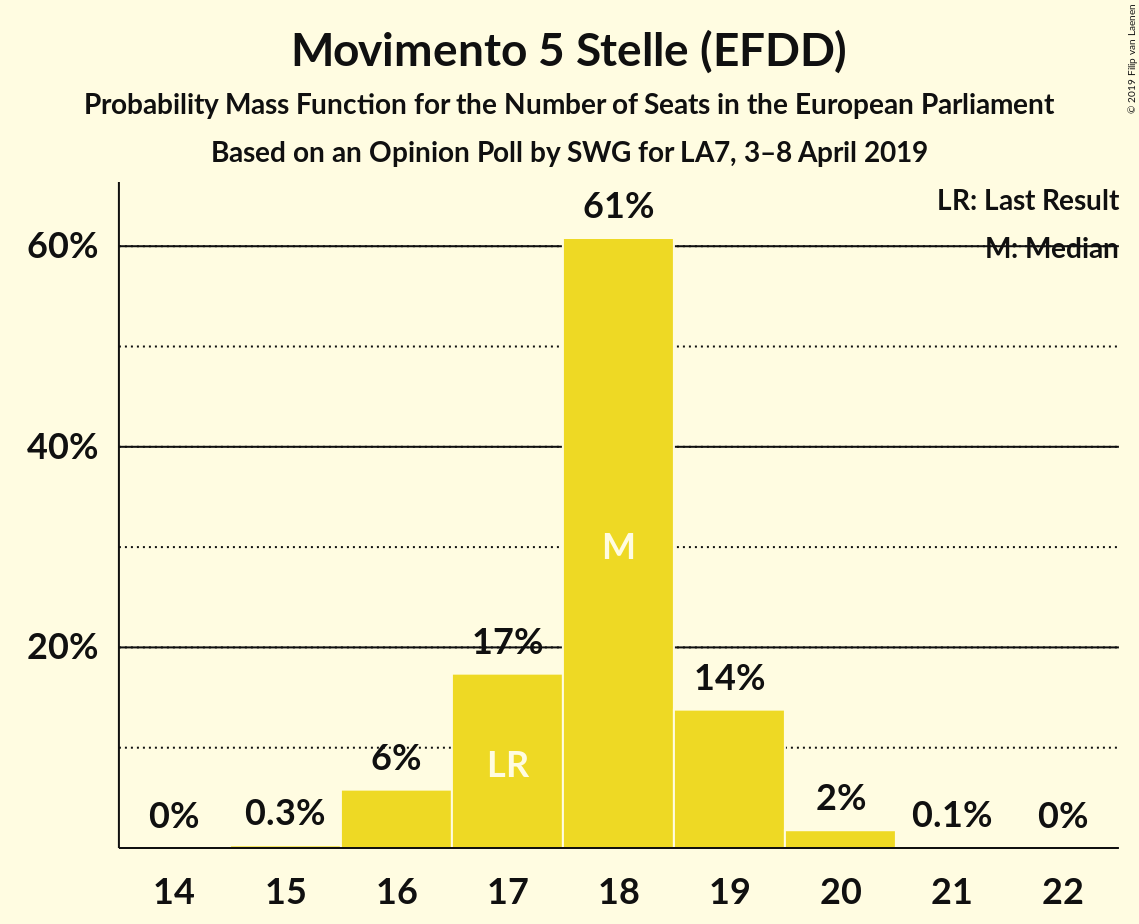 Movimento 5 Stelle (EFDD)
Probability Mass Function for the Number of Seats in the European Parliament
Based on an Opinion Poll by SWG for LA7, 3–8 April 2019
© 2019 Filip van Laenen
LR: Last Result
M: Median
60%
40%
20%
0%
0.3%
6%
17%
61%
14%
2%
0.1%
0%
LR
M
14 15 16 17 18 19 20 21 22